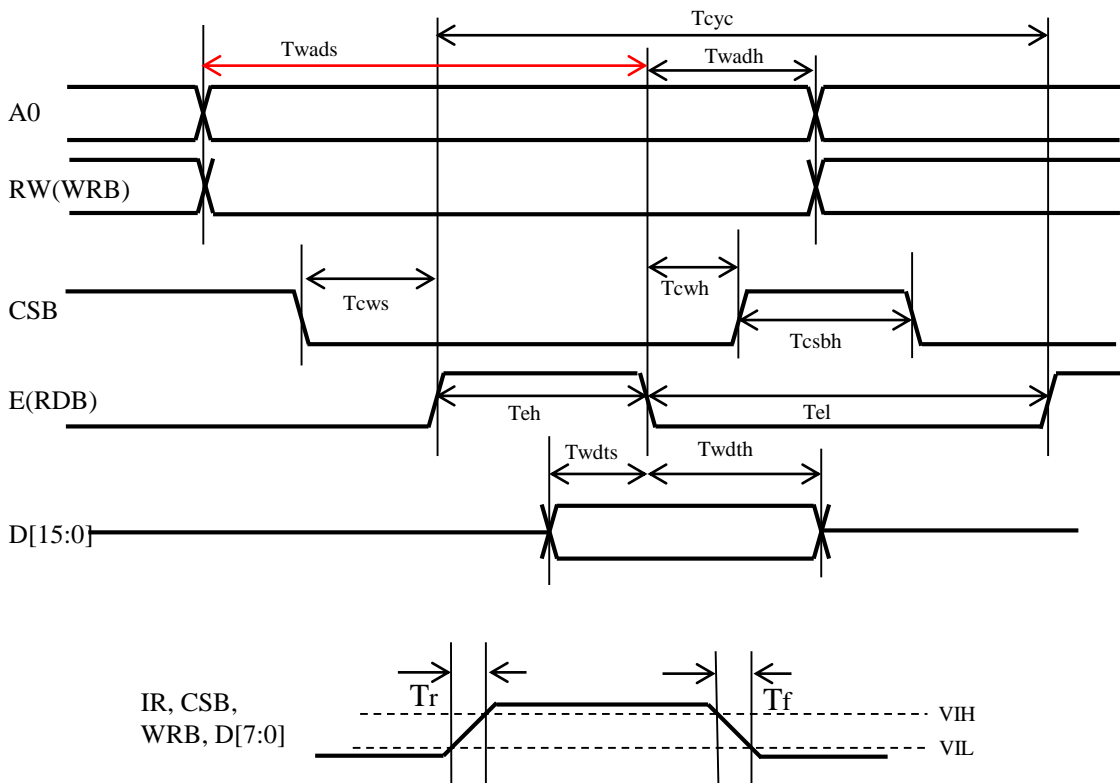 Tcyc
Twads
Twadh
A0
RW(WRB)
Tcws
Tcwh
CSB
Tcsbh
E(RDB)
Teh
Tel
Twdts
Twdth
D[15:0]
Tr
Tf
IR, CSB,
WRB, D[7:0]
VIH
VIL